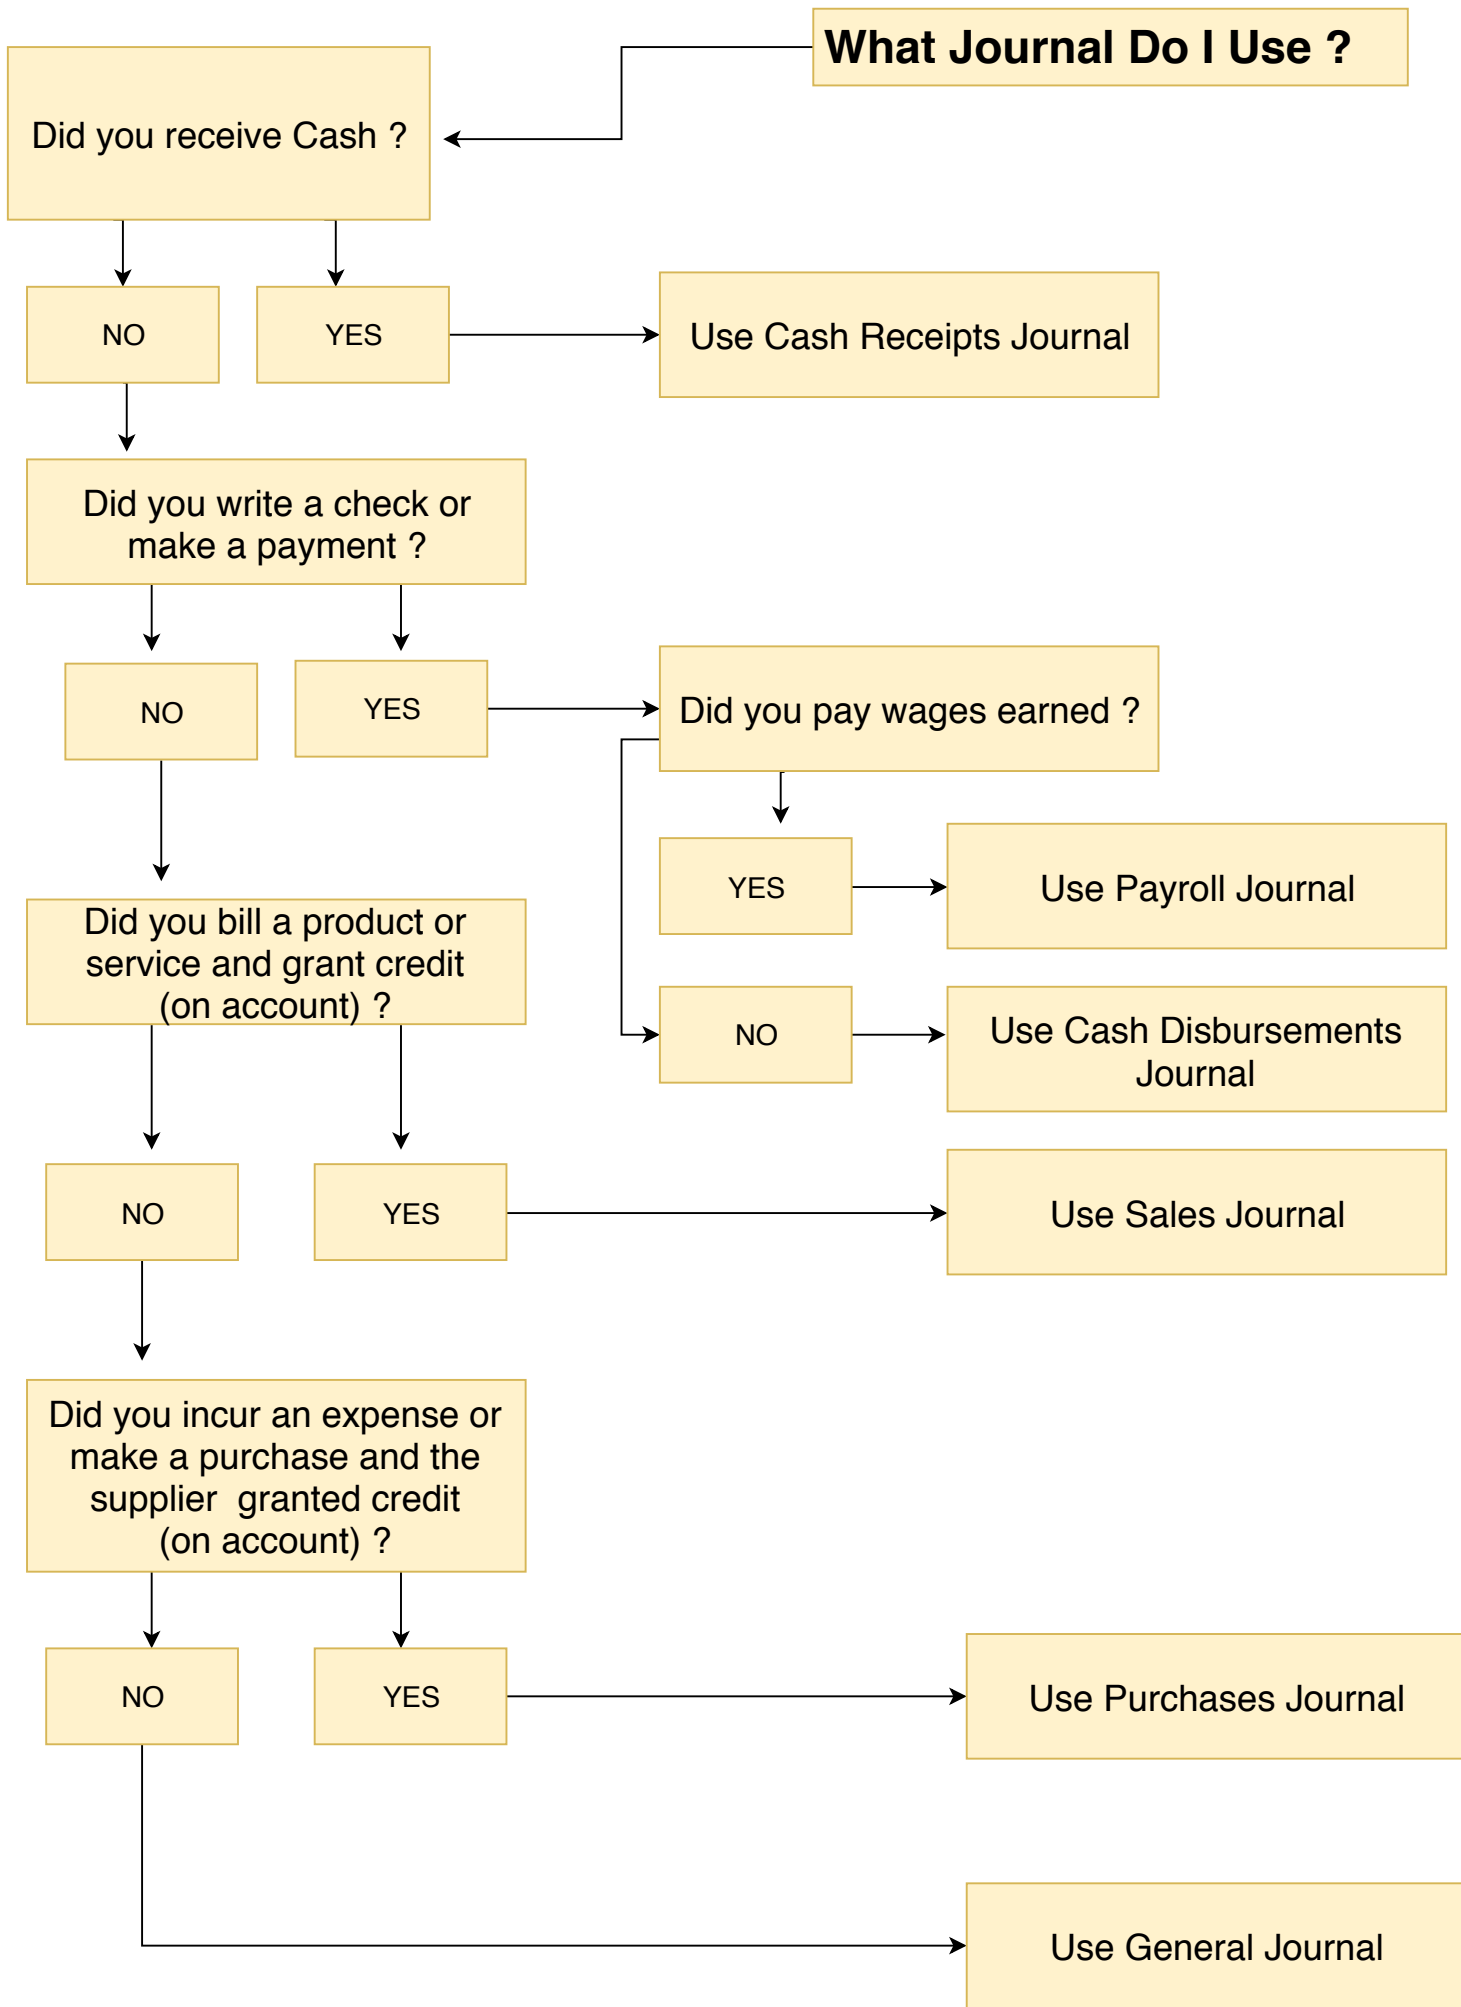 What Journal Do I Use ?
Did you receive Cash ?
NO
YES
Use Cash Receipts Journal
Did you write a check or
make a payment ?
NO
YES
Did you pay wages earned ?
YES
Use Payroll Journal
NO
Use Cash Disbursements
Journal
Did you bill a product or
service and grant credit
(on account) ?
NO
YES
Use Sales Journal
Did you incur an expense or
make a purchase and the
supplier  granted credit
(on account) ?
NO
YES
Use Purchases Journal
Use General Journal